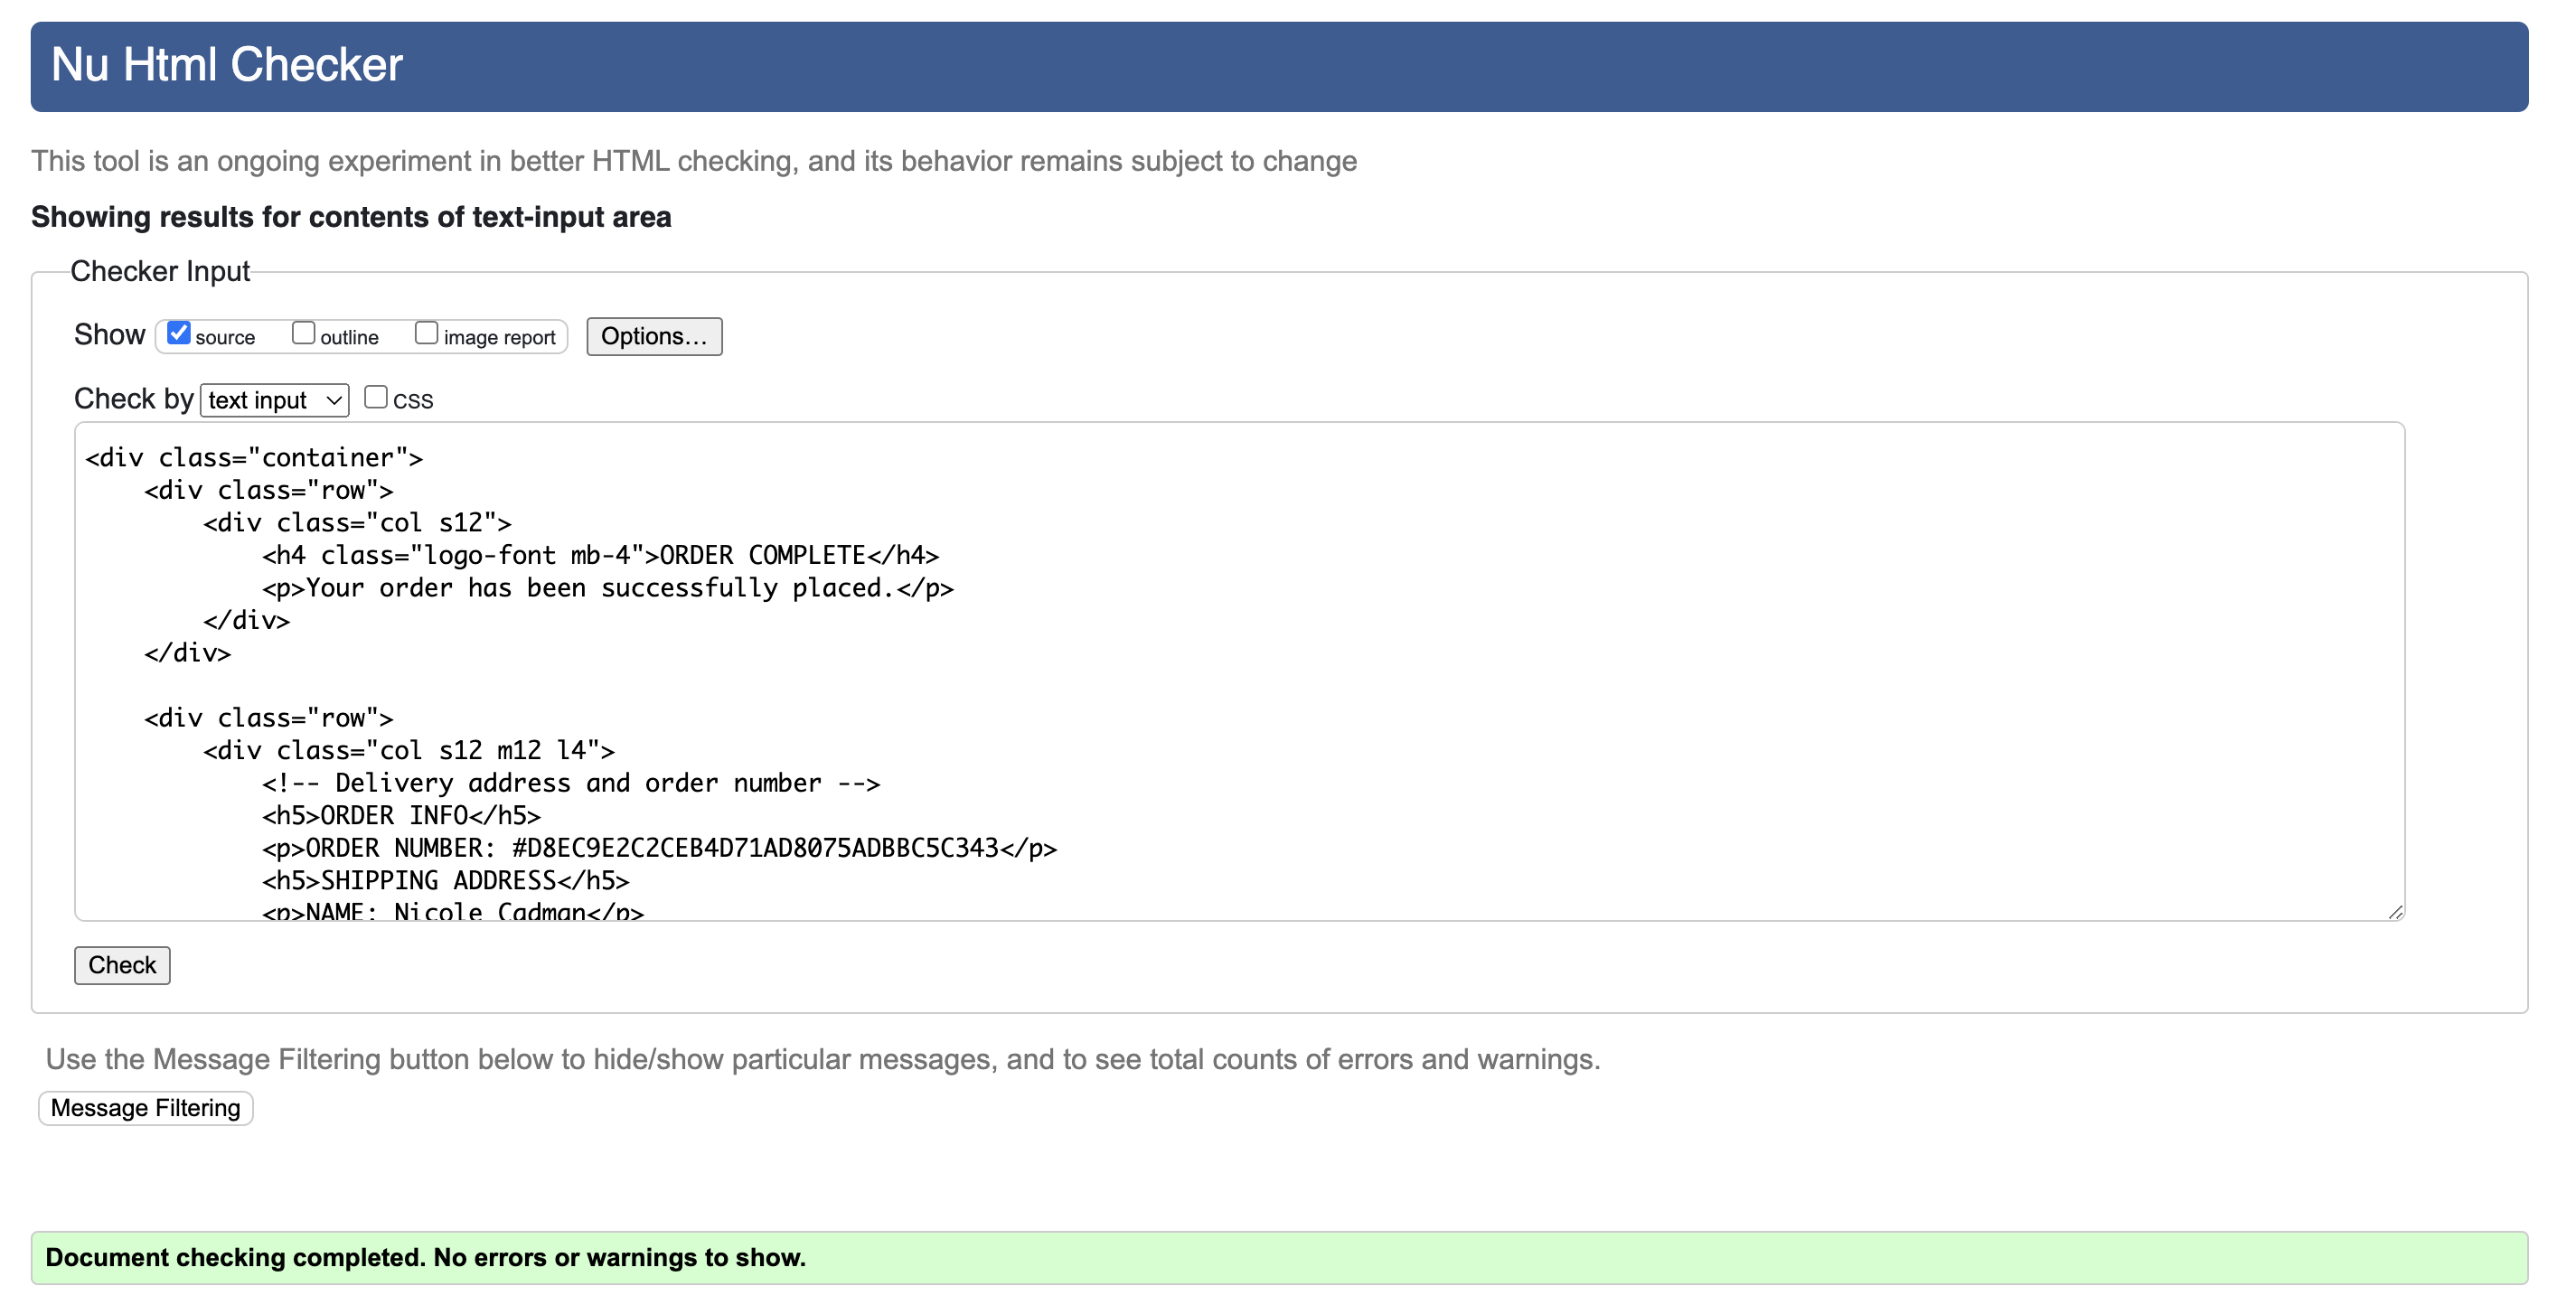 Nu Html Checker
This tool is an ongoing experiment in better HTML checking, and its behavior remains subject to change
Showing results for contents of text-input area
Checker Input
Show source outline image report Options...
Check by text input CSS
<div class="container">
    <div class="row">
        <div class="col s12">
            <h4 class="logo-font mb-4">ORDER COMPLETE</h4>
            <p>Your order has been successfully placed.</p>
        </div>
    </div>
    <div class="row">
        <div class="col s12 m12 l4">
            <!-- Delivery address and order number -->
            <h5>ORDER INFO</h5>
            <p>ORDER NUMBER: #D8EC9E2C2CEB4D71AD8075ADBBC5C343</p>
            <h5>SHIPPING ADDRESS</h5>
            <p>NAME: Nicole Cadman</p>
Check
Use the Message Filtering button below to hide/show particular messages, and to see total counts of errors and warnings.
Message Filtering
Document checking completed. No errors or warnings to show.